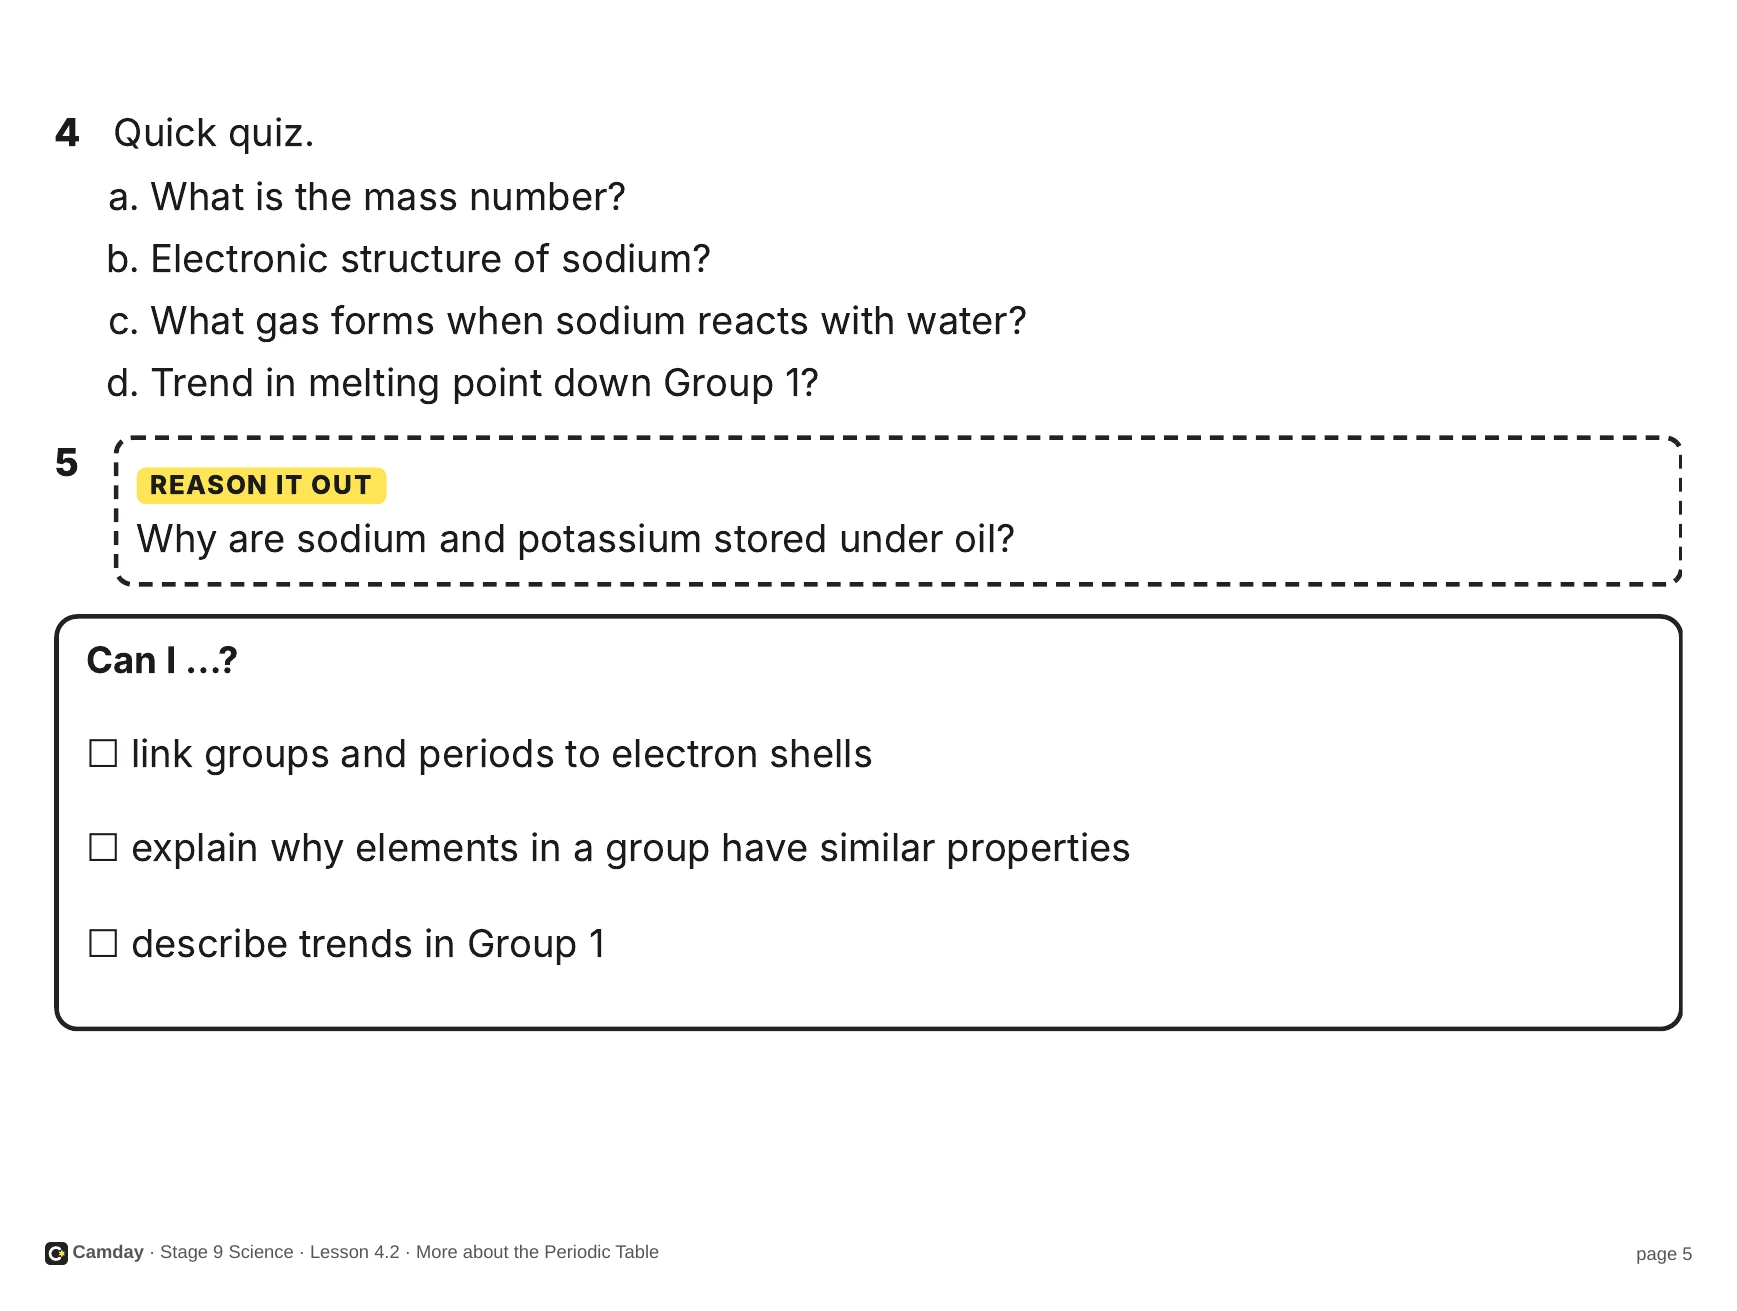 4 Quick quiz.
a. What is the mass number?
b. Electronic structure of sodium?
c. What gas forms when sodium reacts with water?
d. Trend in melting point down Group 1?
5
REASON IT OUT
Why are sodium and potassium stored under oil?
Can I …?
☐ link groups and periods to electron shells
☐ explain why elements in a group have similar properties
☐ describe trends in Group 1
Camday · Stage 9 Science · Lesson 4.2 · More about the Periodic Table
page 5